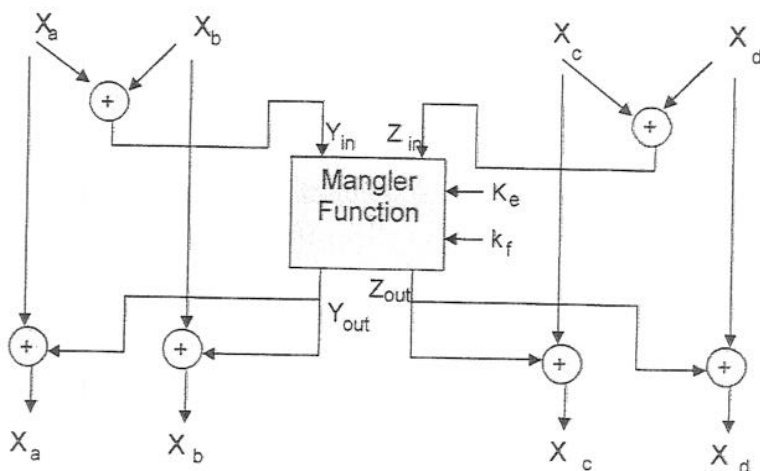 Xa Xb Xc Xd
+ +
Yin Zin
Mangler
Function
Ke
kf
Yout Zout
+ + + +
Xa Xb Xc Xd